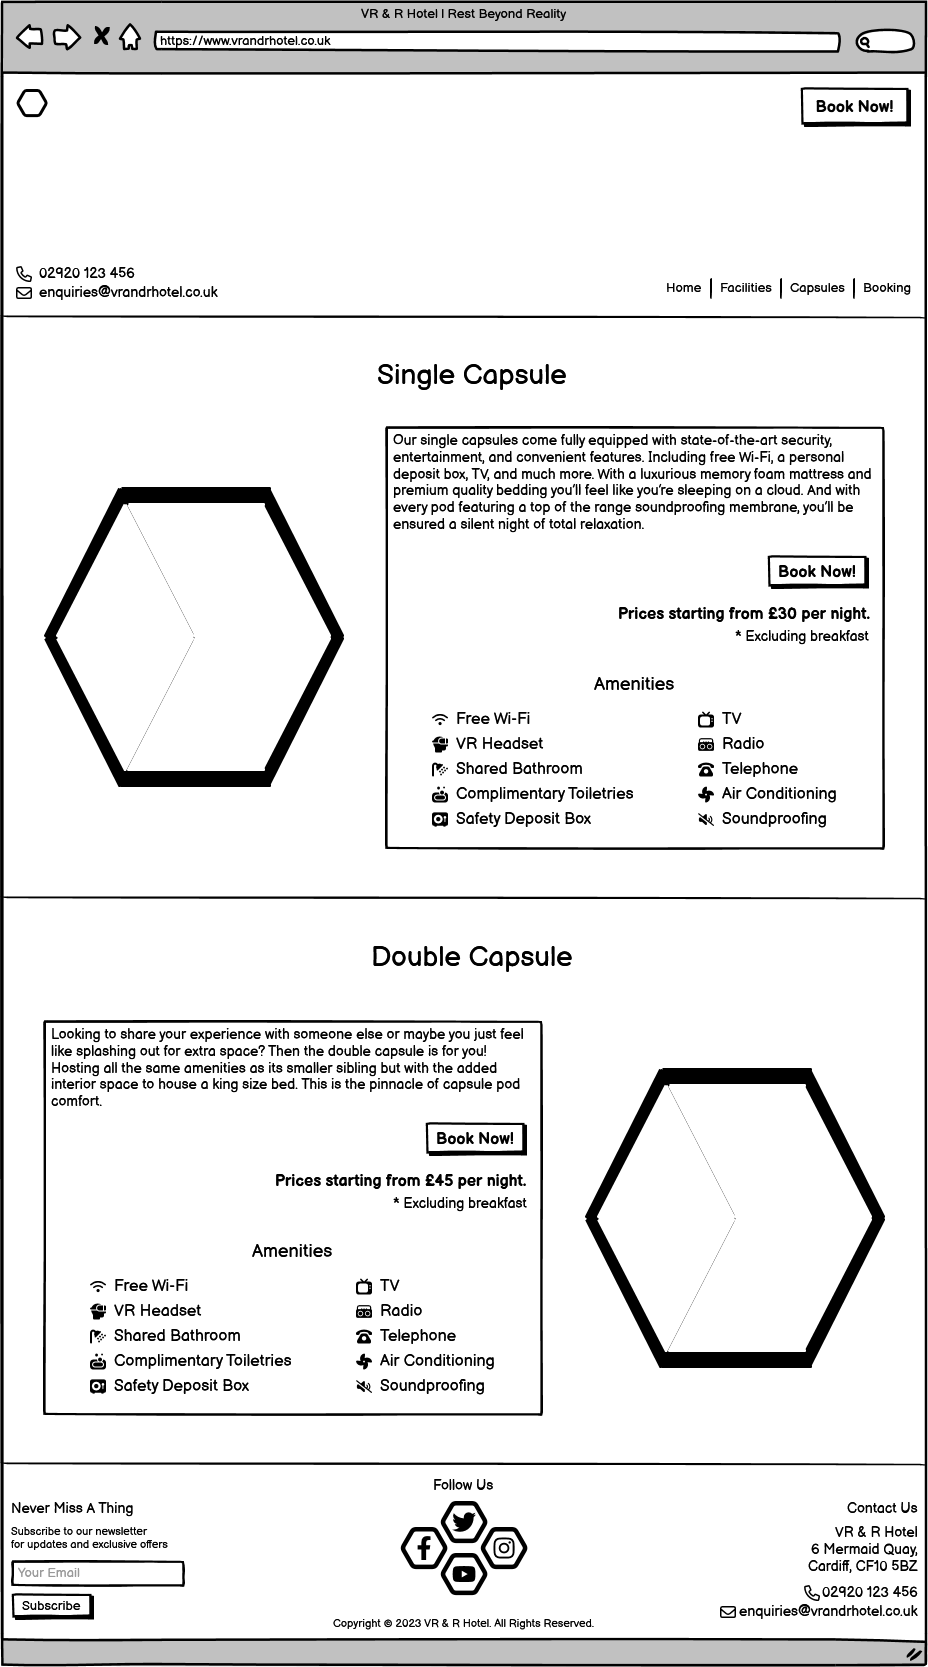 VR & R Hotel | Rest Beyond Reality
https://www.vrandrhotel.co.uk
Book Now!
02920 123 456
enquiries@vrandrhotel.co.uk
Home
Facilities
Capsules
Booking
Single Capsule
Our single capsules come fully equipped with state-of-the-art security,
entertainment, and convenient features. Including free Wi-Fi, a personal
deposit box, TV, and much more. With a luxurious memory foam mattress and
premium quality bedding you'll feel like you're sleeping on a cloud. And with
every pod featuring a top of the range soundproofing membrane, you'll be
ensured a silent night of total relaxation.
Book Now!
Prices starting from £30 per night.
* Excluding breakfast
Amenities
Free Wi-Fi
VR Headset
Shared Bathroom
Complimentary Toiletries
Safety Deposit Box
TV
Radio
Telephone
Air Conditioning
Soundproofing
Double Capsule
Looking to share your experience with someone else or maybe you just feel
like splashing out for extra space? Then the double capsule is for you!
Hosting all the same amenities as its smaller sibling but with the added
interior space to house a king size bed. This is the pinnacle of capsule pod
comfort.
Book Now!
Prices starting from £45 per night.
* Excluding breakfast
Amenities
Free Wi-Fi
VR Headset
Shared Bathroom
Complimentary Toiletries
Safety Deposit Box
TV
Radio
Telephone
Air Conditioning
Soundproofing
Never Miss A Thing
Subscribe to our newsletter
for updates and exclusive offers
Your Email
Subscribe
Follow Us
Copyright © 2023 VR & R Hotel. All Rights Reserved.
Contact Us
VR & R Hotel
6 Mermaid Quay,
Cardiff, CF10 5BZ
02920 123 456
enquiries@vrandrhotel.co.uk